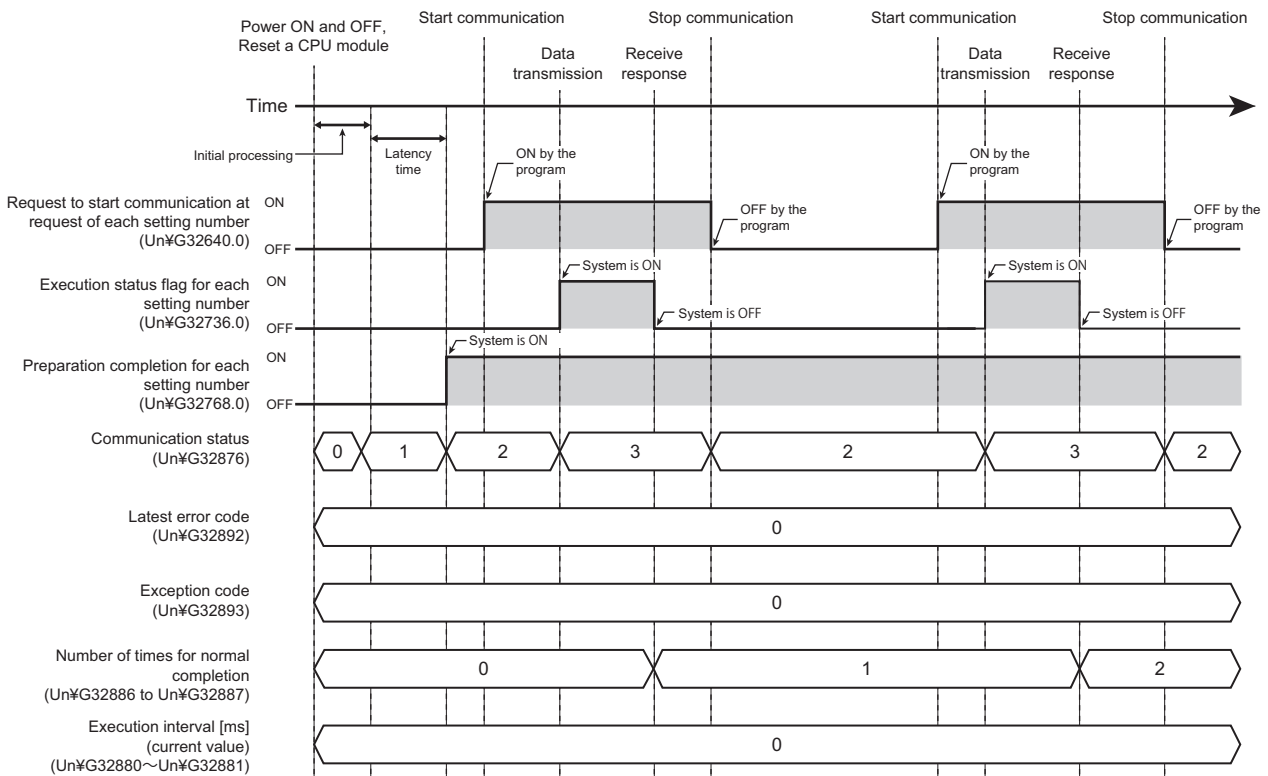 Power ON and OFF,
Reset a CPU module
Start communication
Stop communication
Start communication
Stop communication
Data
transmission
Receive
response
Data
transmission
Receive
response
Time
Initial processing
Latency
time
ON by the
program
ON by the
program
Request to start communication at
request of each setting number
(Un¥G32640.0)
ON
OFF
OFF by the
program
OFF by the
program
Execution status flag for each
setting number
(Un¥G32736.0)
ON
OFF
System is ON
System is OFF
System is ON
System is OFF
Preparation completion for each
setting number
(Un¥G32768.0)
ON
OFF
System is ON
Communication status
(Un¥G32876)
0 1 2 3 2 3 2
Latest error code
(Un¥G32892)
0
Exception code
(Un¥G32893)
0
Number of times for normal
completion
(Un¥G32886 to Un¥G32887)
0 1 2
Execution interval [ms]
(current value)
(Un¥G32880～Un¥G32881)
0